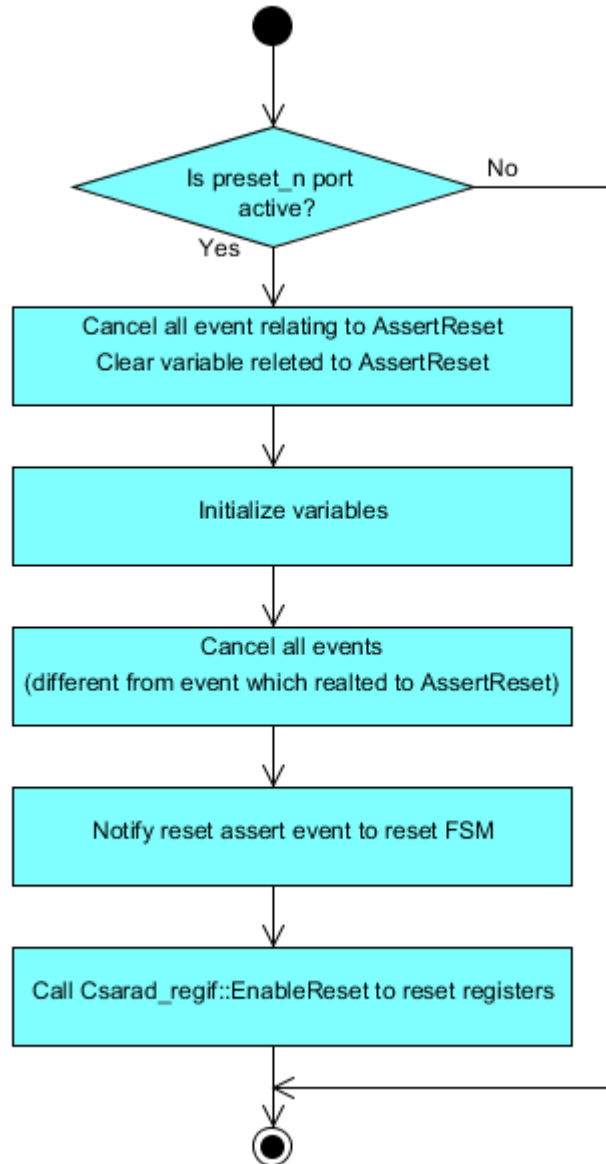 Is preset_n port
active?
No
Yes
Cancel all event relating to AssertReset
Clear variable releted to AssertReset
Initialize variables
Cancel all events
(different from event which realted to AssertReset)
Notify reset assert event to reset FSM
Call Csarad_regif::EnableReset to reset registers